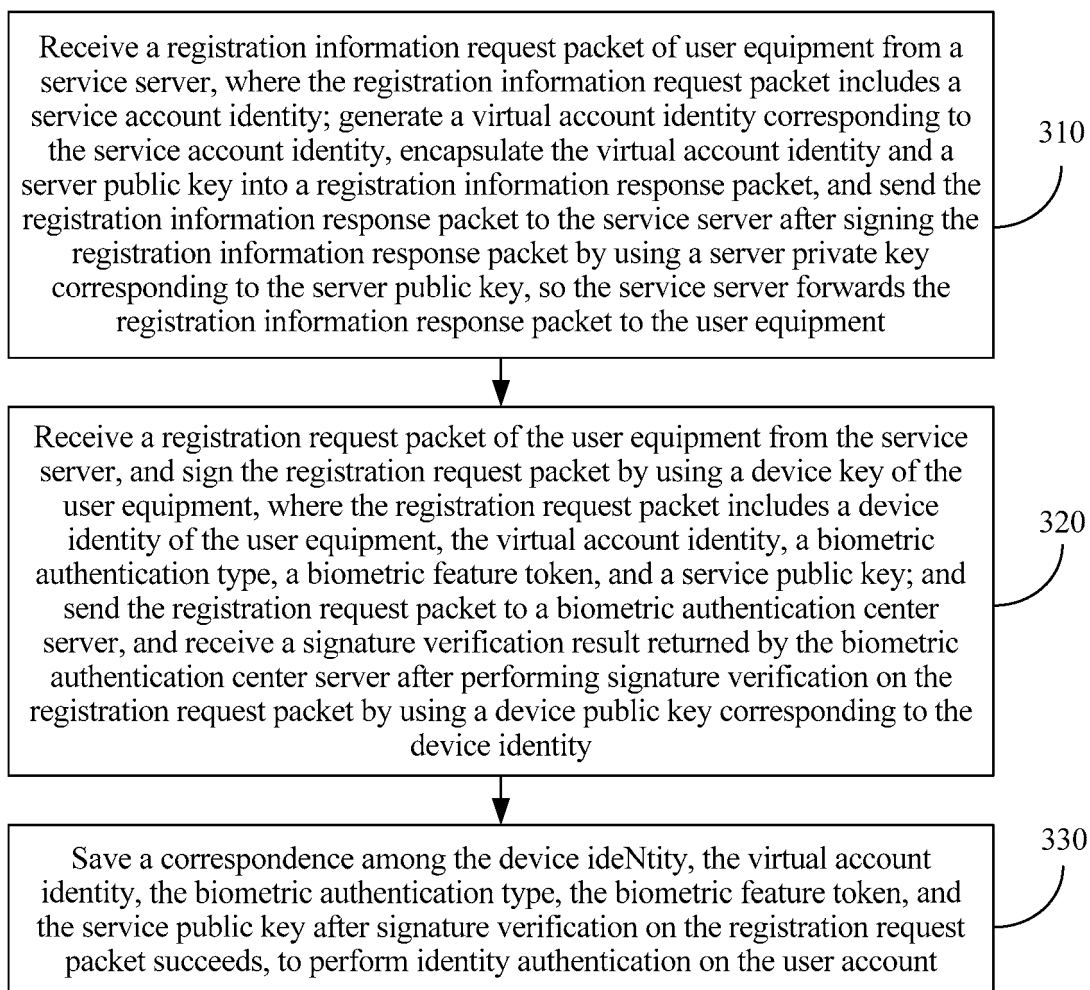 Receive a registration information request packet of user equipment from a
service server, where the registration information request packet includes a
service account identity; generate a virtual account identity corresponding to
the service account identity, encapsulate the virtual account identity and a
server public key into a registration information response packet, and send the
registration information response packet to the service server after signing the
registration information response packet by using a server private key
corresponding to the server public key, so the service server forwards the
registration information response packet to the user equipment
310
Receive a registration request packet of the user equipment from the service
server, and sign the registration request packet by using a device key of the
user equipment, where the registration request packet includes a device
identity of the user equipment, the virtual account identity, a biometric
authentication type, a biometric feature token, and a service public key; and
send the registration request packet to a biometric authentication center
server, and receive a signature verification result returned by the biometric
authentication center server after performing signature verification on the
registration request packet by using a device public key corresponding to the
device identity
320
Save a correspondence among the device ideNtity, the virtual account
identity, the biometric authentication type, the biometric feature token, and
the service public key after signature verification on the registration request
packet succeeds, to perform identity authentication on the user account
330